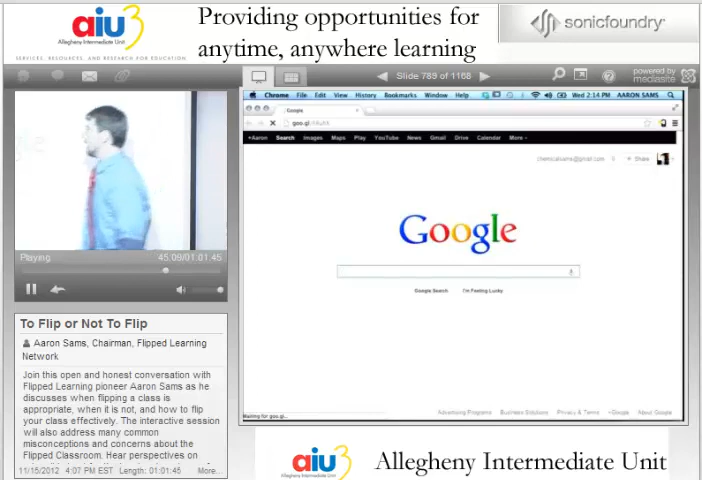 aiu3
Allegheny Intermediate Unit
SERVICES, RESOURCES, AND RESEARCH FOR EDUCATION
Providing opportunities for
anytime, anywhere learning
sonicfoundry
Slide 789 of 1168
powered by
mediasite
Chrome File Edit View History Bookmarks Window Help Wed 2:14 PM AARON SAMS
Google
goo.gl
+Aaron Search Images Maps Play YouTube News Gmail Drive Calendar More
chemicalsams@gmail.com 0 + Share
Google
Google Search I'm Feeling Lucky
Waiting for goo.gl...
Advertising Programs Business Solutions Privacy & Terms +Google About Google
Playing 45:09/01:01:45
To Flip or Not To Flip
Aaron Sams, Chairman, Flipped Learning
Network
Join this open and honest conversation with
Flipped Learning pioneer Aaron Sams as he
discusses when flipping a class is
appropriate, when it is not, and how to flip
your class effectively. The interactive session
will also address many common
misconceptions and concerns about the
Flipped Classroom. Hear perspectives on
11/15/2012 4:07 PM EST Length: 01:01:45 More...
aiu3
Allegheny Intermediate Unit
Allegheny Intermediate Unit